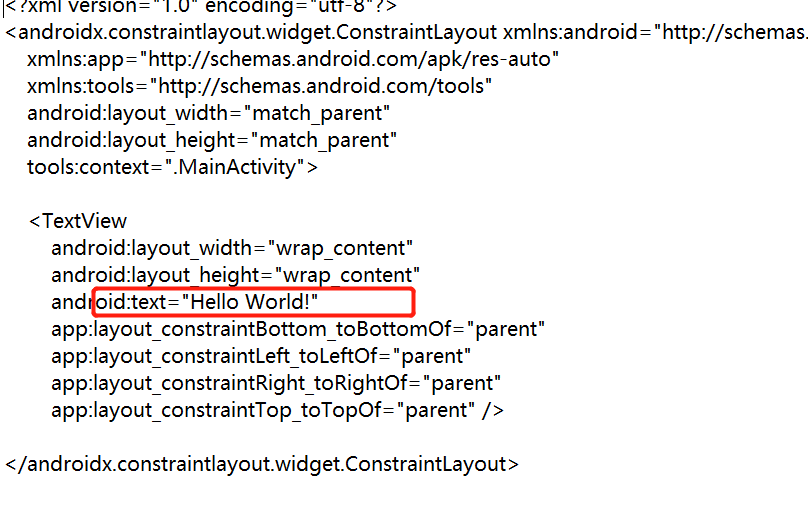 <?xml version="1.0" encoding="utf-8"?>
<androidx.constraintlayout.widget.ConstraintLayout xmlns:android="http://schemas.
xmlns:app="http://schemas.android.com/apk/res-auto"
xmlns:tools="http://schemas.android.com/tools"
android:layout_width="match_parent"
android:layout_height="match_parent"
tools:context=".MainActivity">
<TextView
android:layout_width="wrap_content"
android:layout_height="wrap_content"
android:text="Hello World!"
app:layout_constraintBottom_toBottomOf="parent"
app:layout_constraintLeft_toLeftOf="parent"
app:layout_constraintRight_toRightOf="parent"
app:layout_constraintTop_toTopOf="parent" />
</androidx.constraintlayout.widget.ConstraintLayout>